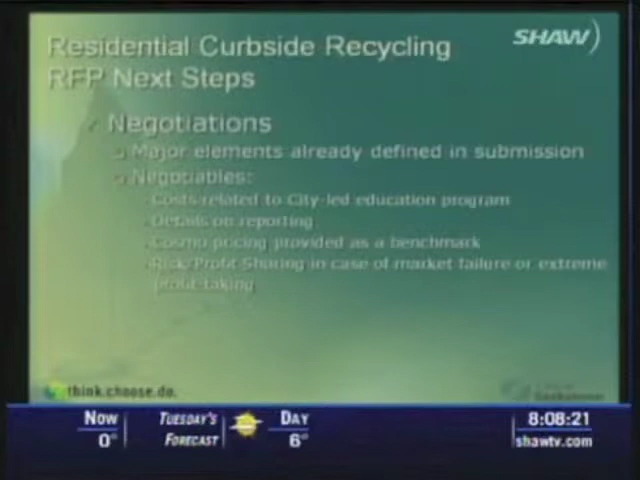 Residential Curbside Recycling
SHAW)
RFP Next Steps
Negotiations
Major elements already defined in submission
Negotiables:
Costs related to City-led education program
Details on reporting
Cosmo pricing provided as a benchmark
Risk/Profit Sharing in case of market failure or extreme
profit-taking
think.choose.do.
Saskatoon
NOW
0°
TUESDAY'S
FORECAST
DAY
6°
8:08:21
shawtv.com